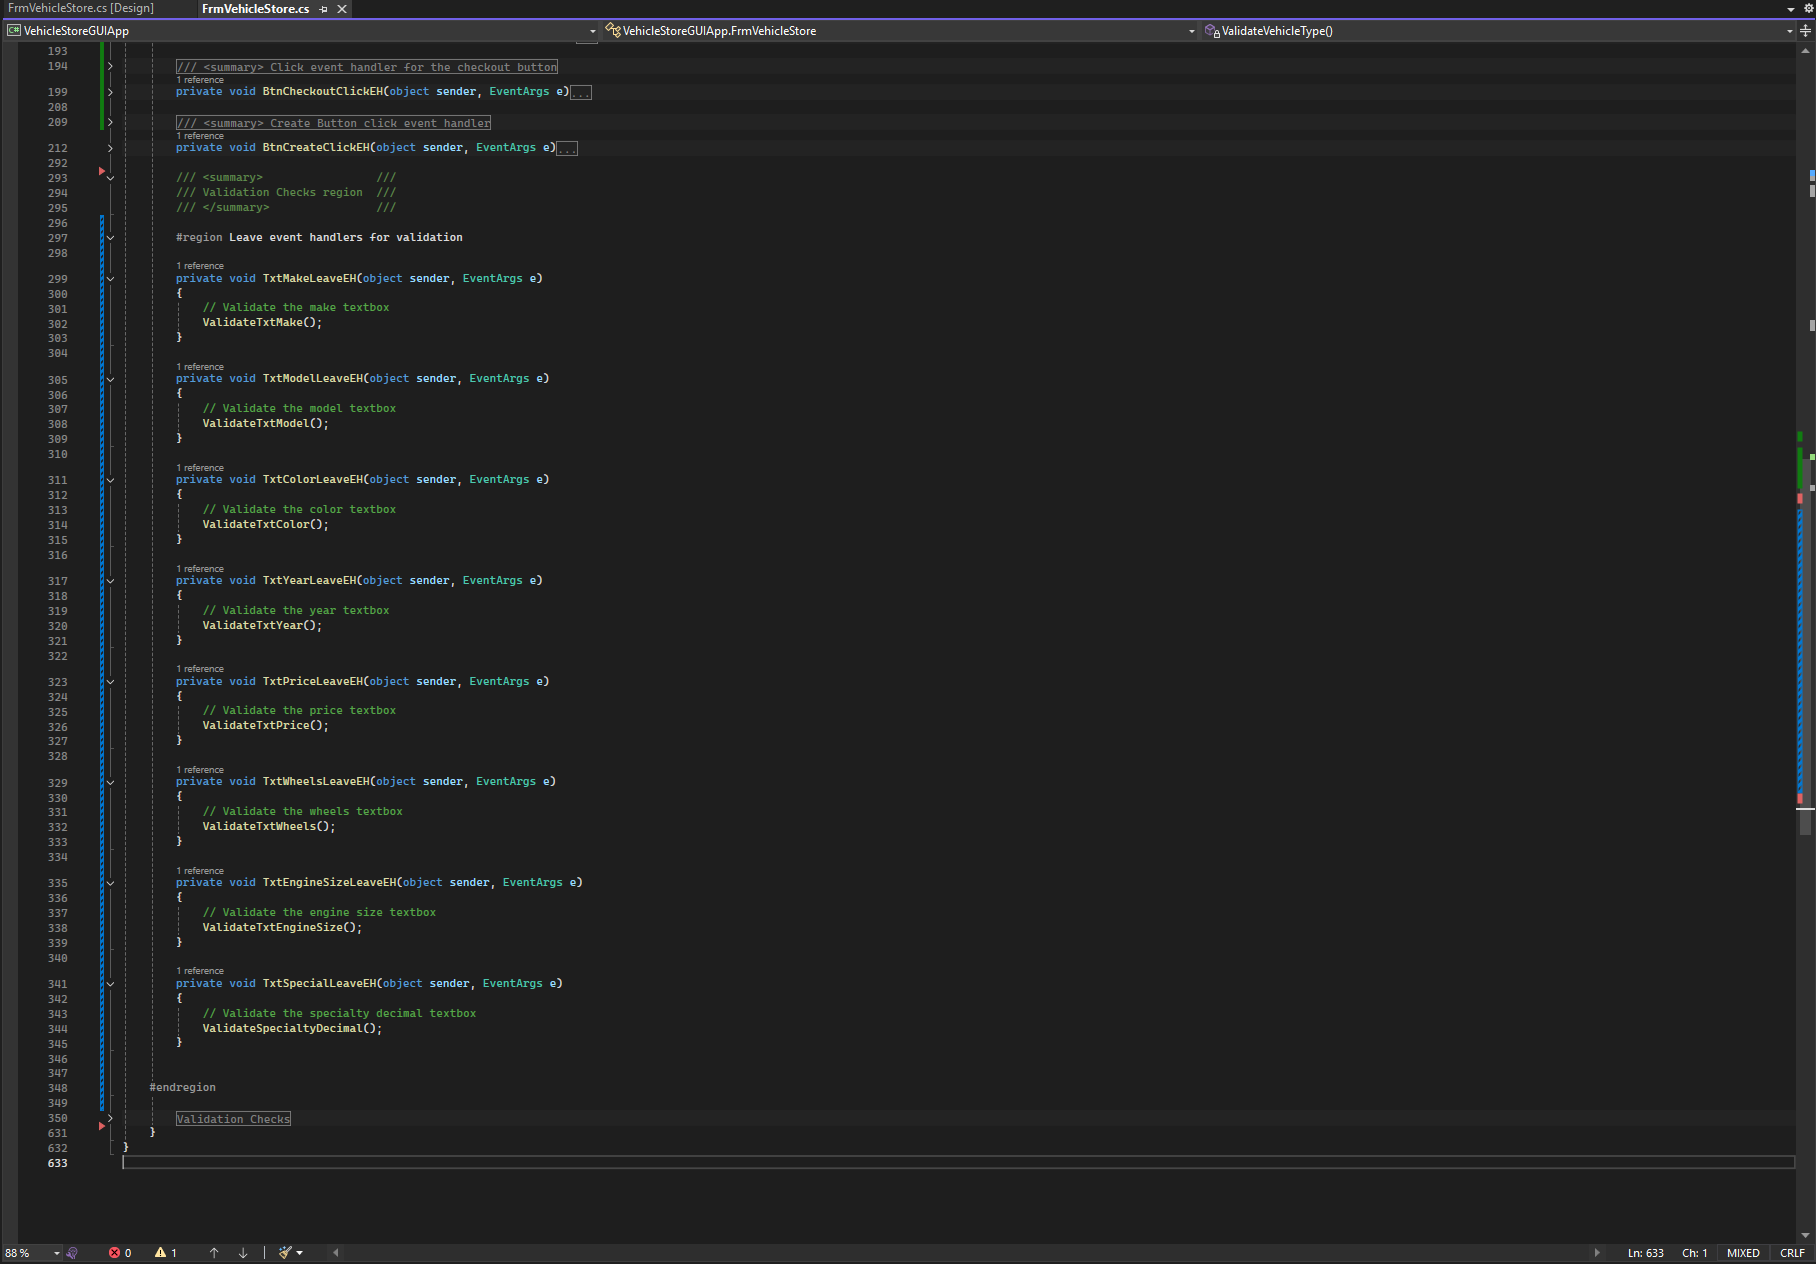 FrmVehicleStore.cs [Design]
FrmVehicleStore.cs
C# VehicleStoreGUIApp
VehicleStoreGUIApp.FrmVehicleStore
ValidateVehicleType()
193
194 /// <summary> Click event handler for the checkout button
1 reference
199 private void BtnCheckoutClickEH(object sender, EventArgs e)...
208
209 /// <summary> Create Button click event handler
1 reference
212 private void BtnCreateClickEH(object sender, EventArgs e)...
292
293 /// <summary> ///
294 /// Validation Checks region ///
295 /// </summary> ///
296
297 #region Leave event handlers for validation
298
1 reference
299 private void TxtMakeLeaveEH(object sender, EventArgs e)
300 {
301 // Validate the make textbox
302 ValidateTxtMake();
303 }
304
1 reference
305 private void TxtModelLeaveEH(object sender, EventArgs e)
306 {
307 // Validate the model textbox
308 ValidateTxtModel();
309 }
310
1 reference
311 private void TxtColorLeaveEH(object sender, EventArgs e)
312 {
313 // Validate the color textbox
314 ValidateTxtColor();
315 }
316
1 reference
317 private void TxtYearLeaveEH(object sender, EventArgs e)
318 {
319 // Validate the year textbox
320 ValidateTxtYear();
321 }
322
1 reference
323 private void TxtPriceLeaveEH(object sender, EventArgs e)
324 {
325 // Validate the price textbox
326 ValidateTxtPrice();
327 }
328
1 reference
329 private void TxtWheelsLeaveEH(object sender, EventArgs e)
330 {
331 // Validate the wheels textbox
332 ValidateTxtWheels();
333 }
334
1 reference
335 private void TxtEngineSizeLeaveEH(object sender, EventArgs e)
336 {
337 // Validate the engine size textbox
338 ValidateTxtEngineSize();
339 }
340
1 reference
341 private void TxtSpecialLeaveEH(object sender, EventArgs e)
342 {
343 // Validate the specialty decimal textbox
344 ValidateSpecialtyDecimal();
345 }
346
347
348 #endregion
349
350 Validation Checks
631 }
632 }
633
88 % 0 1 Ln: 633 Ch: 1 MIXED CRLF